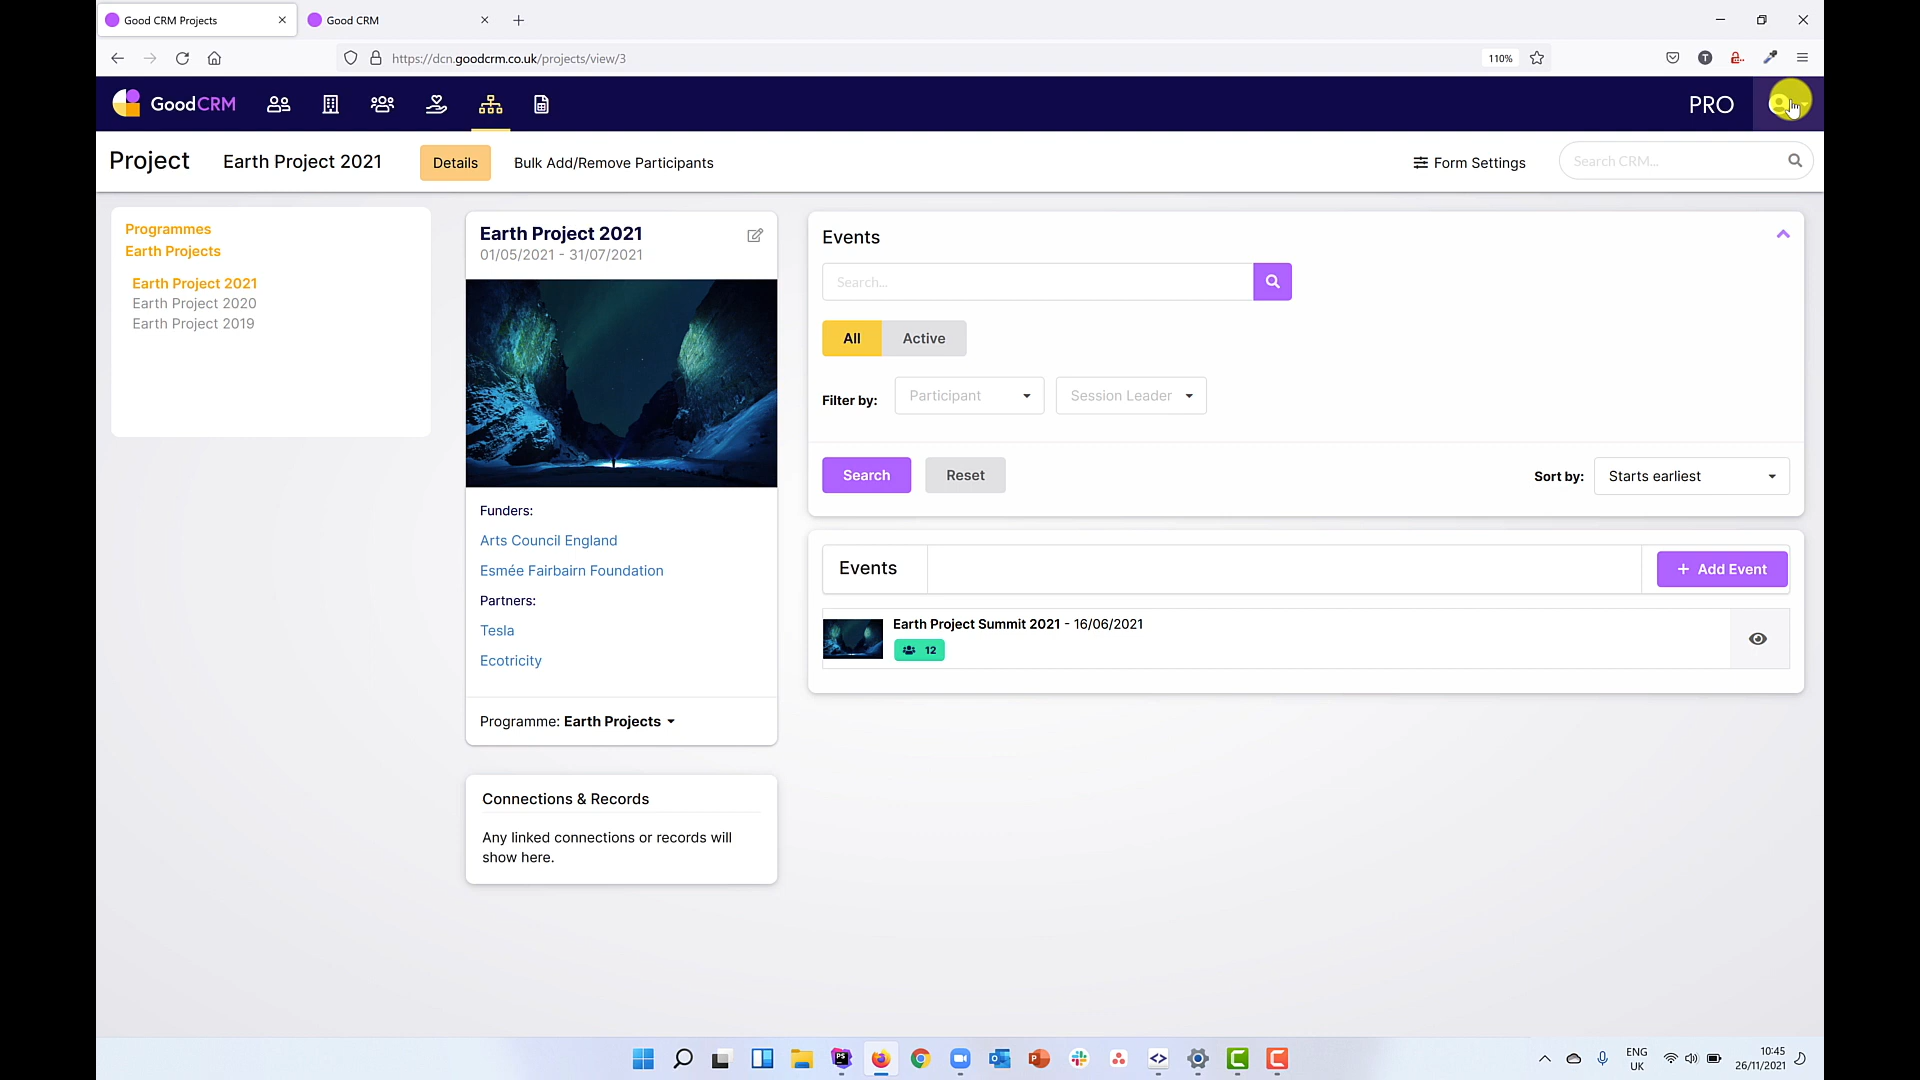 Good CRM Projects
Good CRM
https://dcn.goodcrm.co.uk/projects/view/3
110%
T
GoodCRM
PRO
Project
Earth Project 2021
Details
Bulk Add/Remove Participants
Form Settings
Search CRM...
Programmes
Earth Projects
Earth Project 2021
Earth Project 2020
Earth Project 2019
Earth Project 2021
01/05/2021 - 31/07/2021
Funders:
Arts Council England
Esmée Fairbairn Foundation
Partners:
Tesla
Ecotricity
Programme: Earth Projects
Connections & Records
Any linked connections or records will
show here.
Events
Search...
All
Active
Filter by:
Participant
Session Leader
Search
Reset
Sort by:
Starts earliest
Events
+ Add Event
Earth Project Summit 2021 - 16/06/2021
12
PS
ENG
UK
10:45
26/11/2021